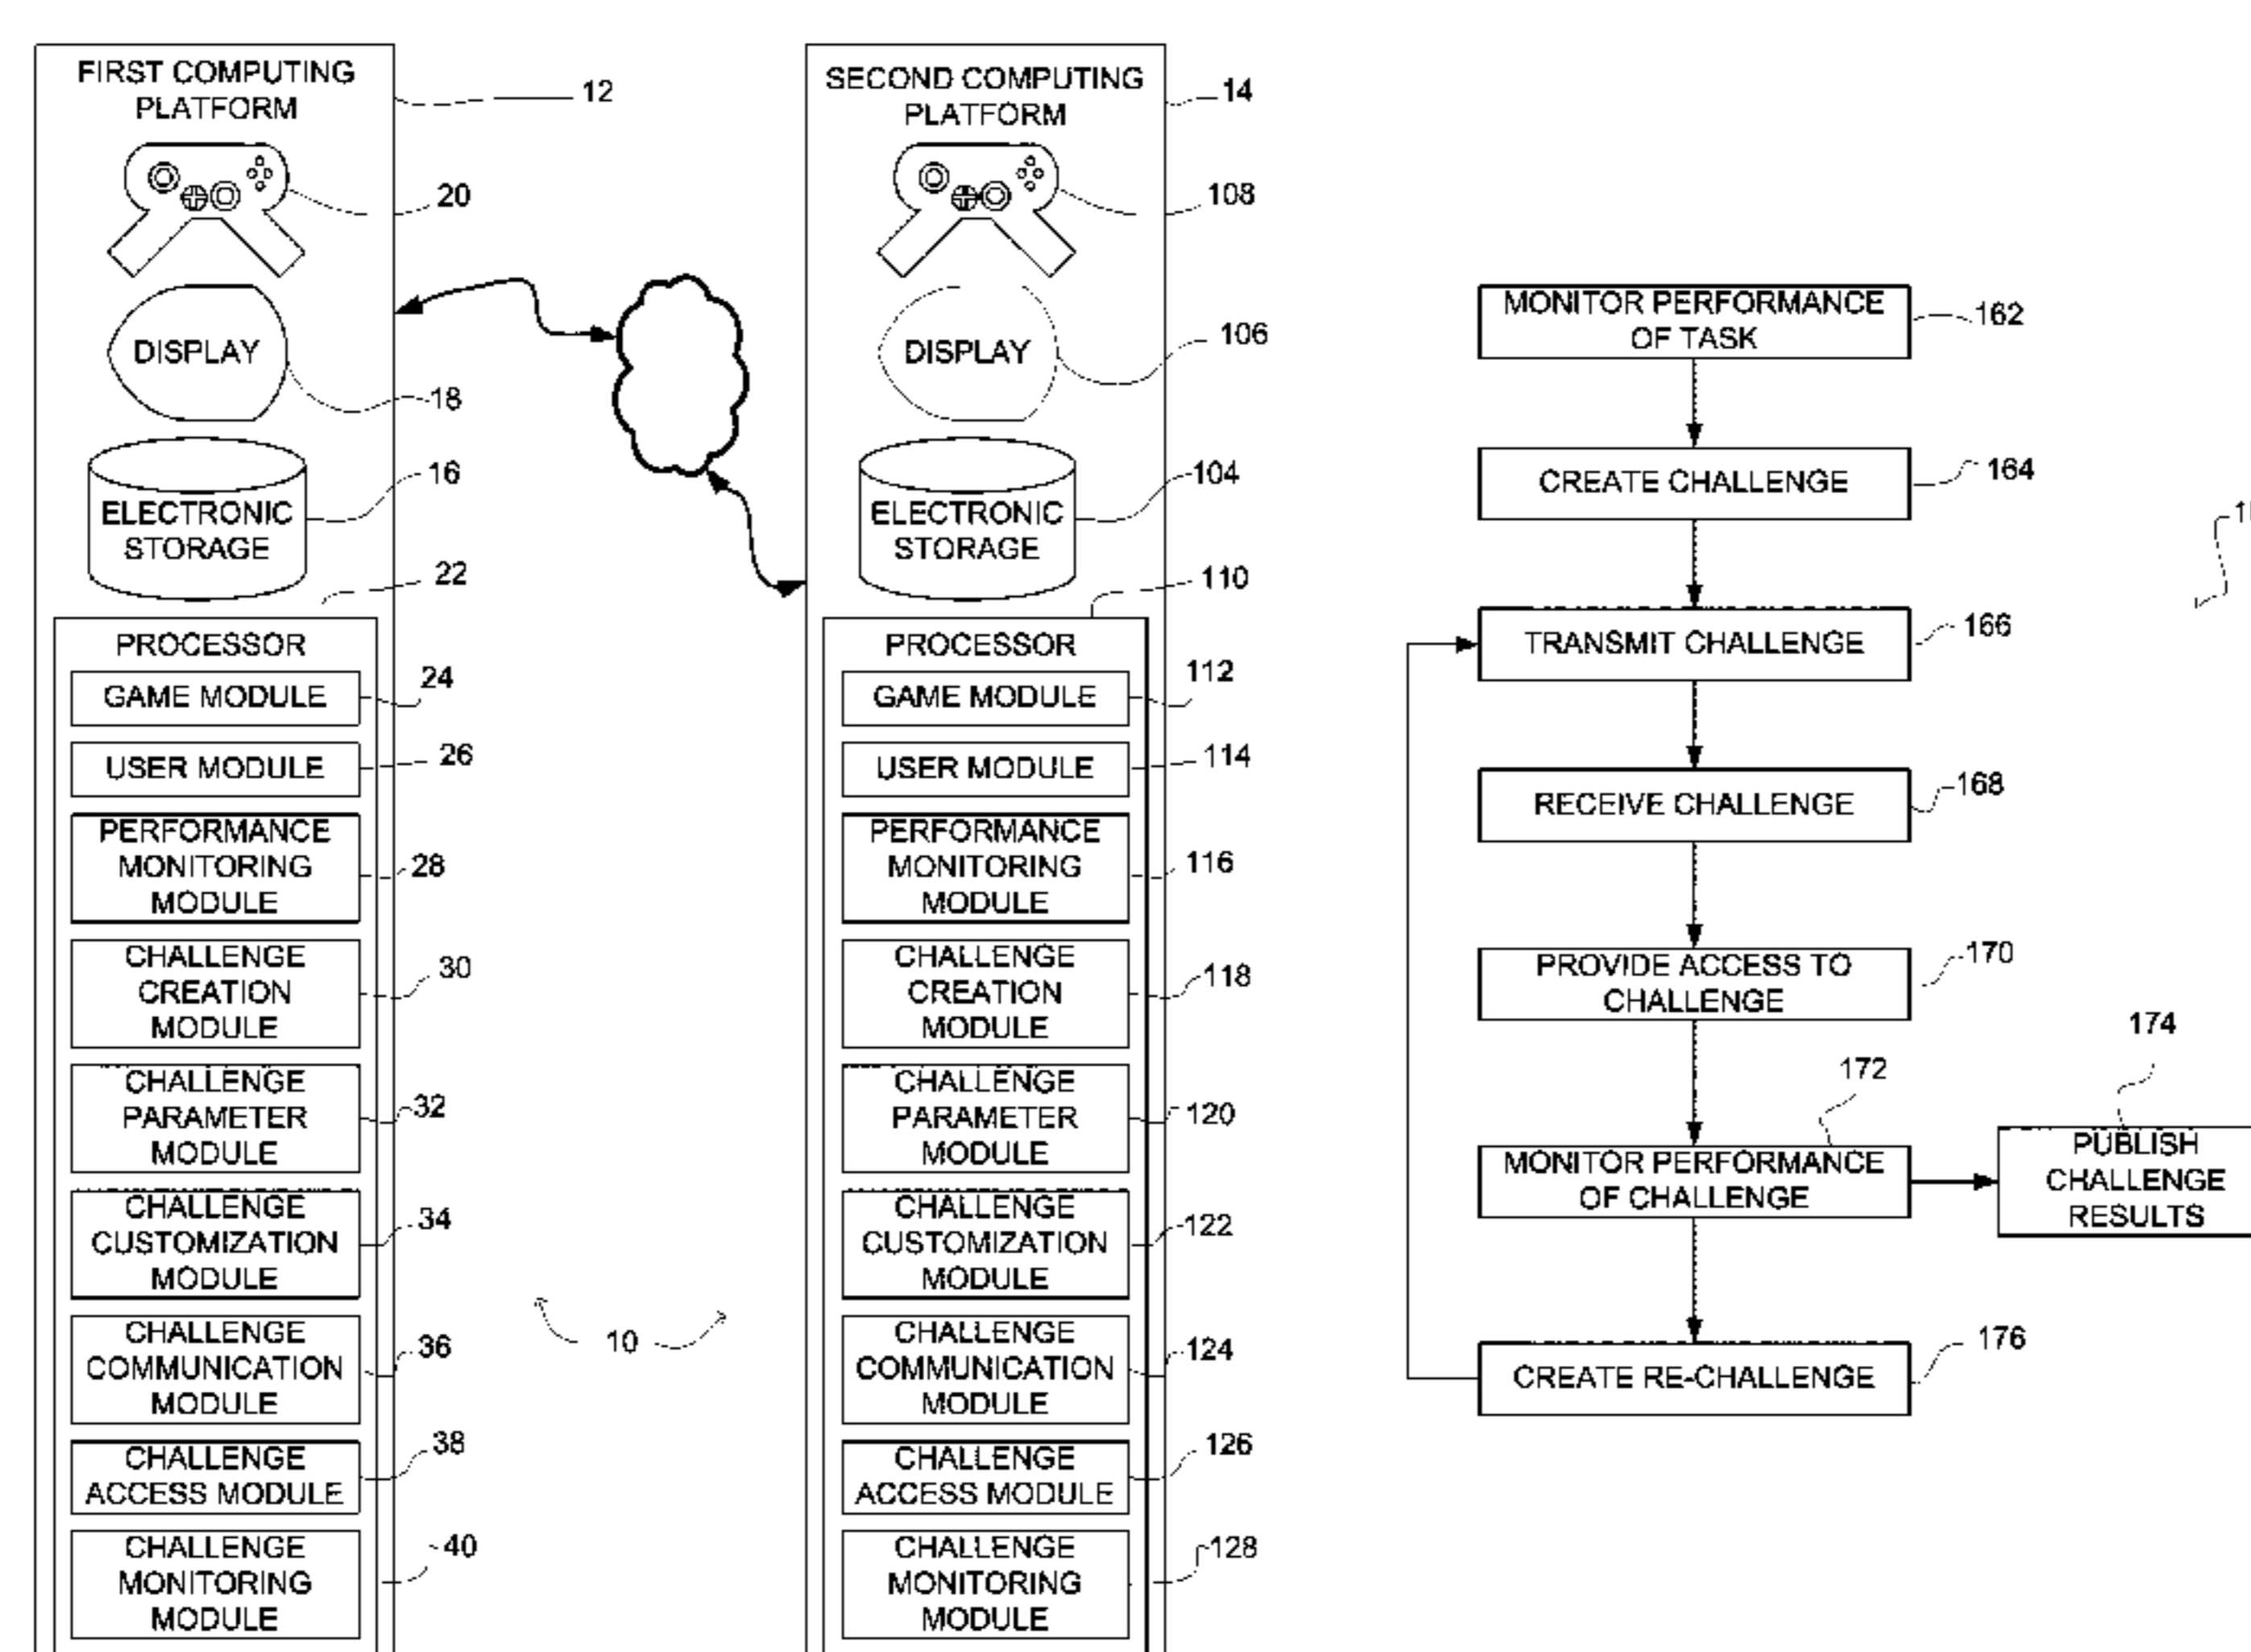 FIRST COMPUTING
PLATFORM
12
20
DISPLAY
18
16
ELECTRONIC
STORAGE
22
PROCESSOR
GAME MODULE
24
USER MODULE
26
PERFORMANCE
MONITORING
MODULE
28
CHALLENGE
CREATION
MODULE
30
CHALLENGE
PARAMETER
MODULE
32
CHALLENGE
CUSTOMIZATION
MODULE
34
CHALLENGE
COMMUNICATION
MODULE
36
CHALLENGE
ACCESS MODULE
38
CHALLENGE
MONITORING
MODULE
40
10
SECOND COMPUTING
PLATFORM
14
108
DISPLAY
106
104
ELECTRONIC
STORAGE
110
PROCESSOR
GAME MODULE
112
USER MODULE
114
PERFORMANCE
MONITORING
MODULE
116
CHALLENGE
CREATION
MODULE
118
CHALLENGE
PARAMETER
MODULE
120
CHALLENGE
CUSTOMIZATION
MODULE
122
CHALLENGE
COMMUNICATION
MODULE
124
CHALLENGE
ACCESS MODULE
126
CHALLENGE
MONITORING
MODULE
128
MONITOR PERFORMANCE
OF TASK
162
CREATE CHALLENGE
164
TRANSMIT CHALLENGE
166
RECEIVE CHALLENGE
168
PROVIDE ACCESS TO
CHALLENGE
170
MONITOR PERFORMANCE
OF CHALLENGE
172
174
PUBLISH
CHALLENGE
RESULTS
CREATE RE-CHALLENGE
176